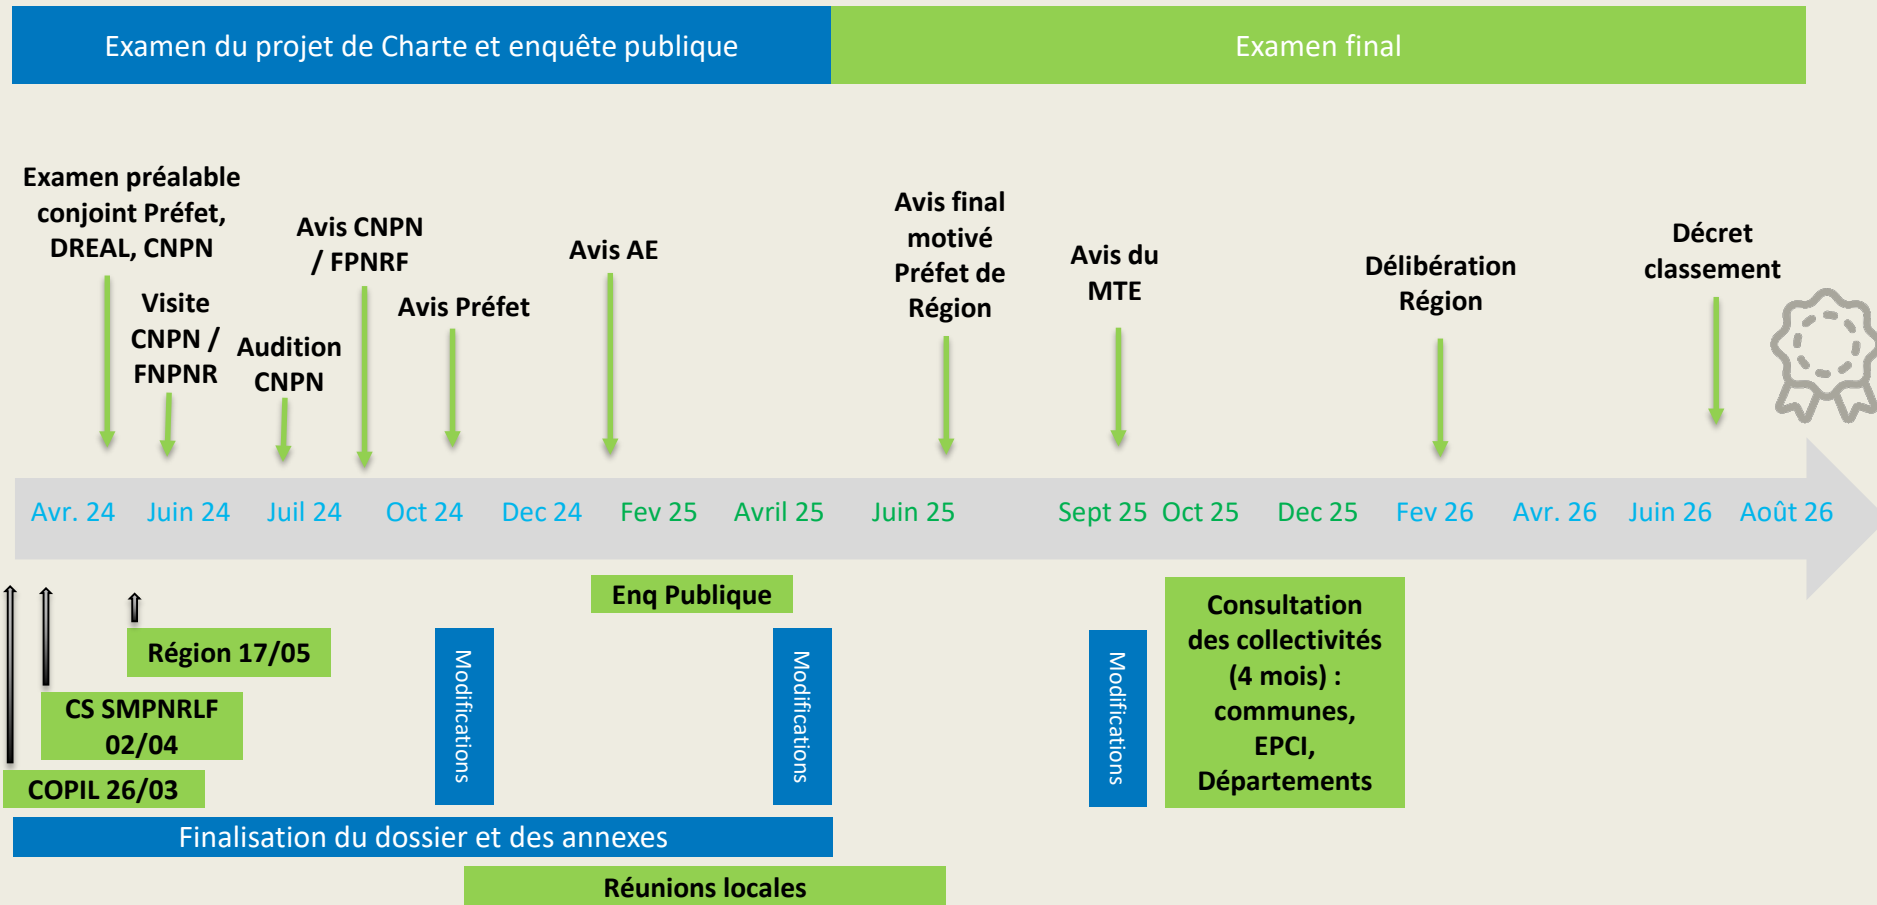 Examen du projet de Charte et enquête publique
Examen final
Examen préalable
conjoint Préfet,
DREAL, CNPN
Visite
CNPN /
FNPNR
Audition
CNPN
Avis CNPN
/ FPNRF
Avis Préfet
Avis AE
Avis final
motivé
Préfet de
Région
Avis du
MTE
Délibération
Région
Décret
classement
Avr. 24
Juin 24
Juil 24
Oct 24
Dec 24
Fev 25
Avril 25
Juin 25
Sept 25
Oct 25
Dec 25
Fev 26
Avr. 26
Juin 26
Août 26
Enq Publique
Région 17/05
CS SMPNRLF
02/04
COPIL 26/03
Modifications
Modifications
Modifications
Consultation
des collectivités
(4 mois) :
communes,
EPCI,
Départements
Finalisation du dossier et des annexes
Réunions locales